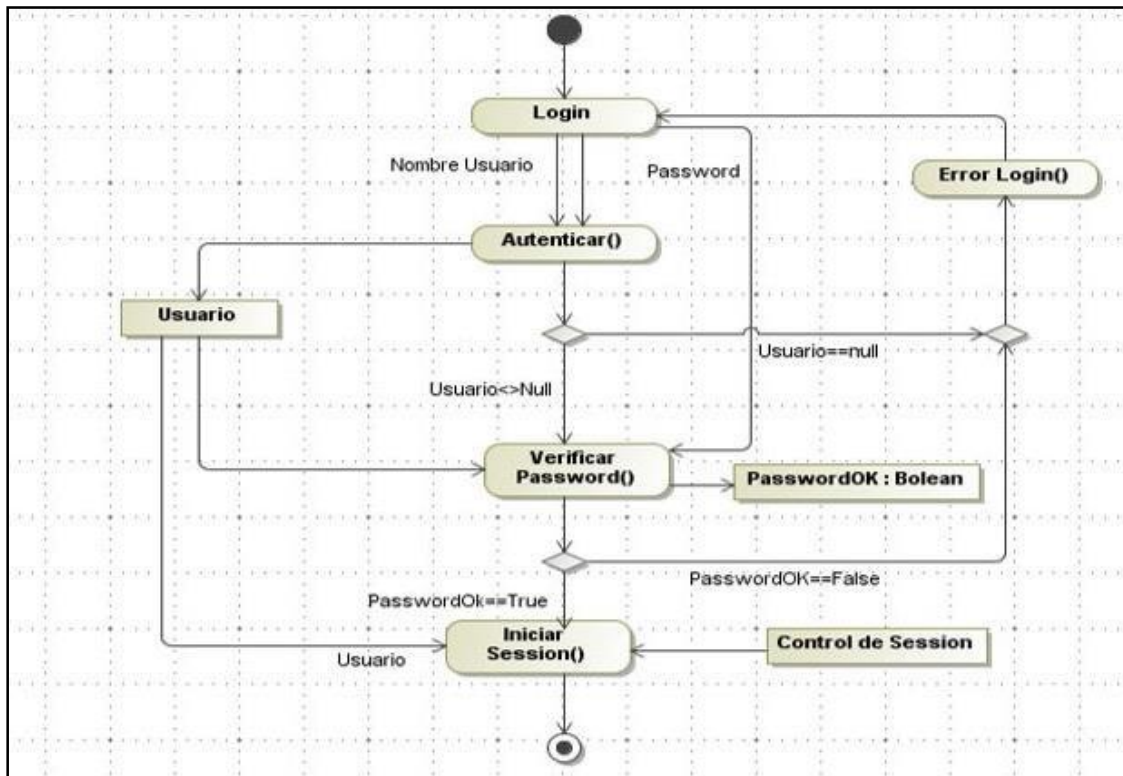 Login
Nombre Usuario
Password
Error Login()
Autenticar()
Usuario
Usuario==null
Usuario<>Null
Verificar
Password()
PasswordOK : Bolean
PasswordOK==False
PasswordOk==True
Iniciar
Session()
Control de Session
Usuario